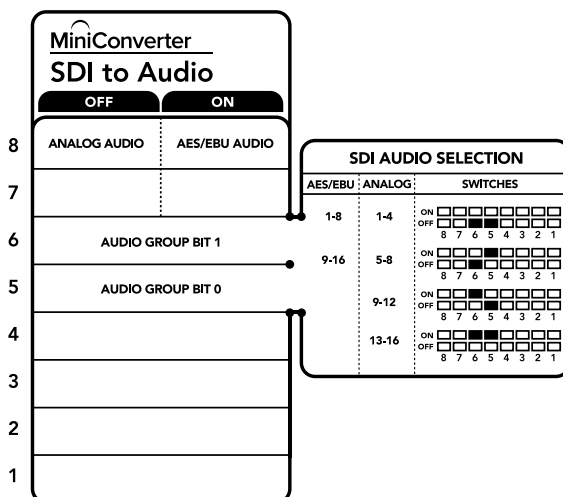 MiniConverter
SDI to Audio
OFF ON
8 ANALOG AUDIO AES/EBU AUDIO
7
6 AUDIO GROUP BIT 1
5 AUDIO GROUP BIT 0
4
3
2
1
SDI AUDIO SELECTION
AES/EBU ANALOG SWITCHES
1-8 1-4 ON
OFF
8 7 6 5 4 3 2 1
9-16 5-8 ON
OFF
8 7 6 5 4 3 2 1
9-12 ON
OFF
8 7 6 5 4 3 2 1
13-16 ON
OFF
8 7 6 5 4 3 2 1